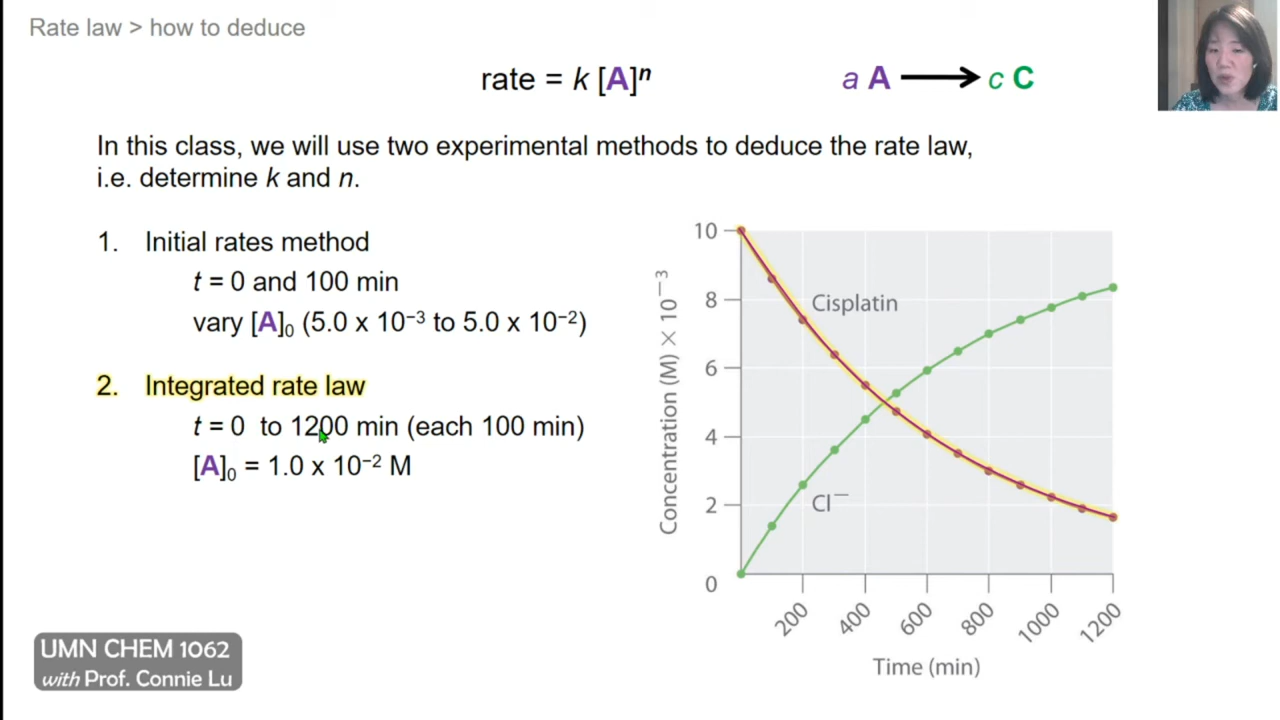 Rate law > how to deduce
rate = k [A]ⁿ
a A ⟶ c C
In this class, we will use two experimental methods to deduce the rate law,
i.e. determine k and n.
1. Initial rates method
t = 0 and 100 min
vary [A]₀ (5.0 x 10⁻³ to 5.0 x 10⁻²)
2. Integrated rate law
t = 0 to 1200 min (each 100 min)
[A]₀ = 1.0 x 10⁻² M
Concentration (M) × 10⁻³
10
8
6
4
2
0
Cisplatin
Cl⁻
200 400 600 800 1000 1200
Time (min)
UMN CHEM 1062
with Prof. Connie Lu